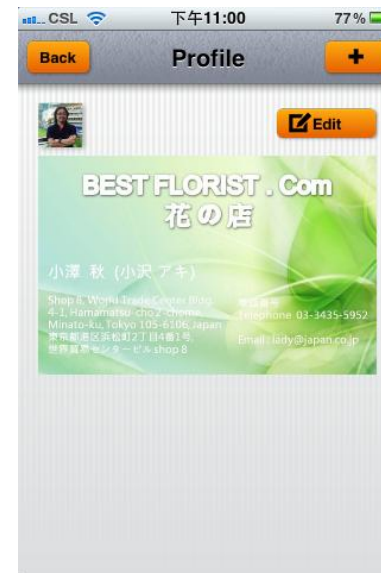 CSL 下午11:00 77%
Back Profile +
Edit
BEST FLORIST . Com
花の店
小澤 秋 (小沢 アキ)
Shop 8, World Trade Center Bldg.
4-1, Hamamatsu-cho 2-chome,
Minato-ku, Tokyo 105-6106, Japan
東京都港区浜松町2丁目4番1号,
世界貿易センタービル shop 8
電話番号
Telephone 03-3435-5952
Email : lady@japan.co.jp